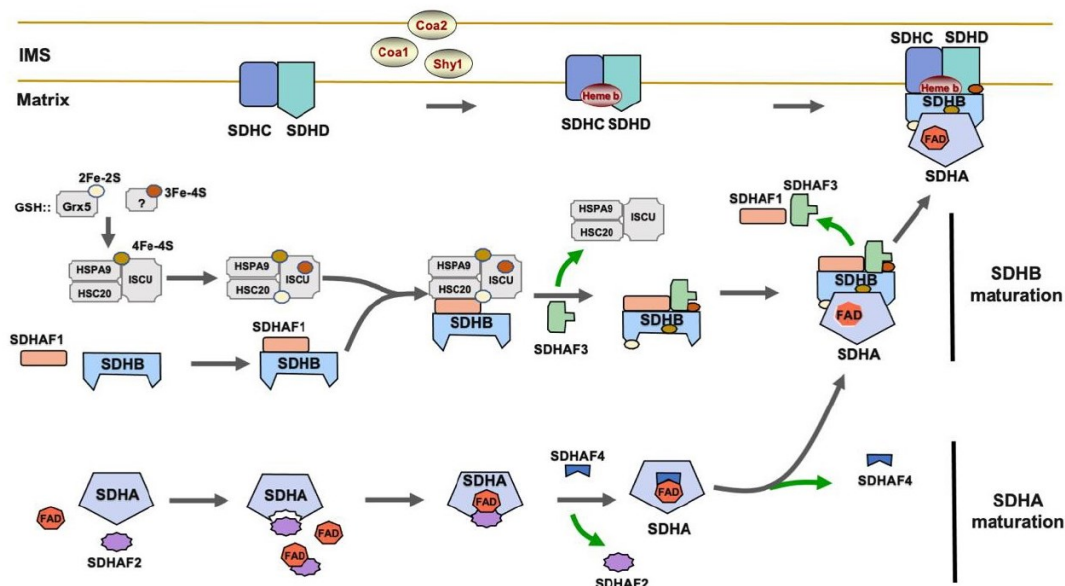 Coa2
Coa1
Shy1
IMS
Matrix
SDHC SDHD
Heme b
SDHC SDHD
SDHC SDHD
Heme b
SDHB
FAD
SDHA
2Fe-2S
3Fe-4S
GSH::
Grx5
?
4Fe-4S
HSPA9
HSC20
ISCU
HSPA9
HSC20
ISCU
HSPA9
HSC20
ISCU
SDHB
HSPA9
HSC20
ISCU
SDHAF3
SDHB
SDHAF1
SDHAF3
SDHB
FAD
SDHA
SDHB
maturation
SDHAF1
SDHB
SDHAF1
SDHB
SDHA
FAD
SDHAF2
SDHA
FAD
FAD
SDHA
FAD
SDHAF4
SDHAF2
FAD
SDHA
SDHAF4
SDHA
maturation